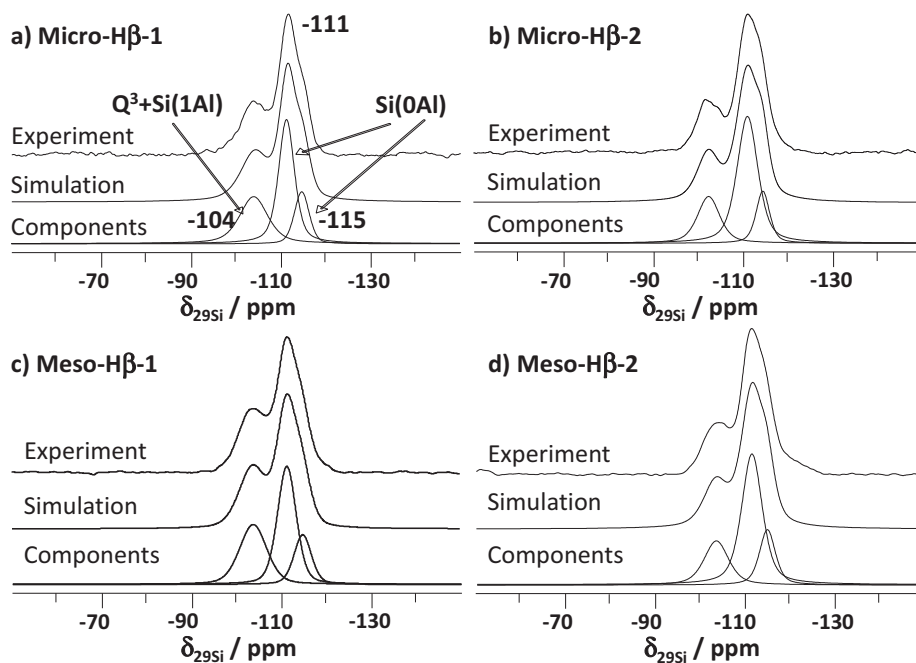 a) Micro-Hβ-1
-111
Q³+Si(1Al)
Si(0Al)
Experiment
Simulation
Components
-104
-115
-70 -90 -110 -130
δ29Si / ppm
b) Micro-Hβ-2
Experiment
Simulation
Components
-70 -90 -110 -130
δ29Si / ppm
c) Meso-Hβ-1
Experiment
Simulation
Components
-70 -90 -110 -130
δ29Si / ppm
d) Meso-Hβ-2
Experiment
Simulation
Components
-70 -90 -110 -130
δ29Si / ppm